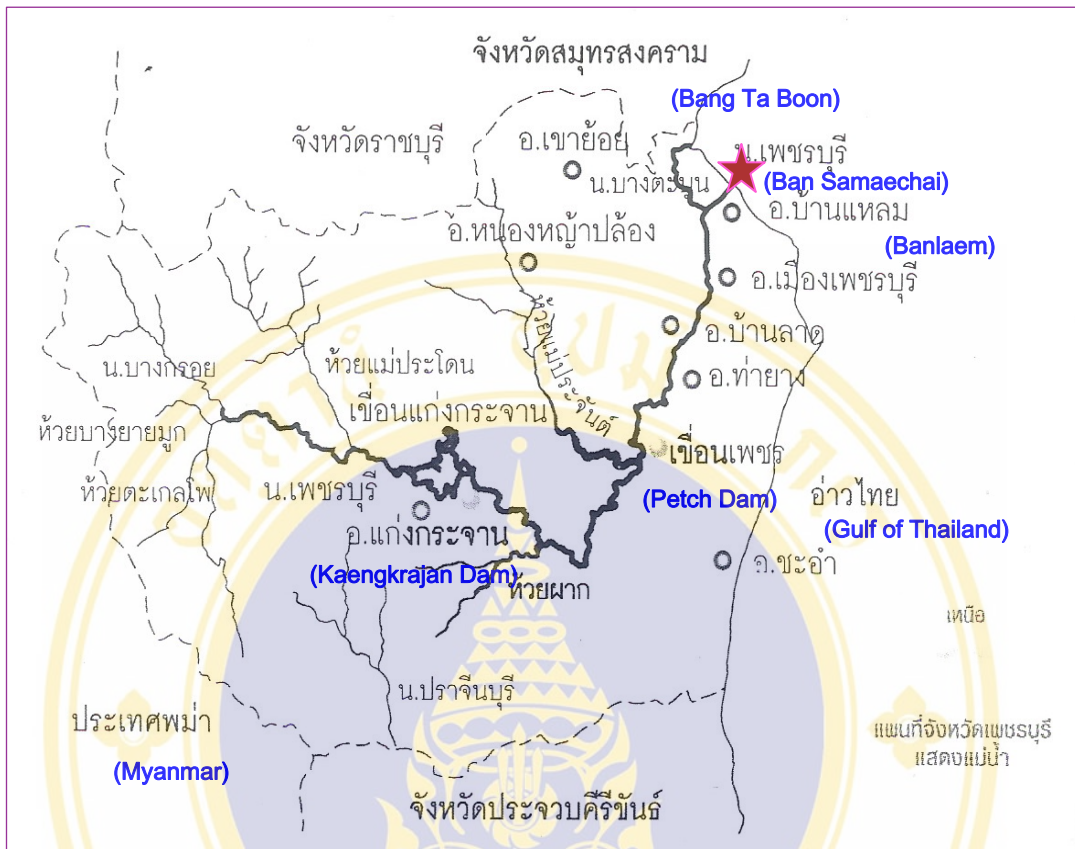 จังหวัดสมุทรสงคราม
(Bang Ta Boon)
จังหวัดราชบุรี
อ.เขาย้อย
น.เพชรบุรี
น.บางตะบูน
(Ban Samaechai)
อ.บ้านแหลม
อ.หนองหญ้าปล้อง
(Banlaem)
อ.เมืองเพชรบุรี
อ.บ้านลาด
น.บางกรอย
ห้วยแม่ประโดน
ห้วยแม่ประจันต์
อ.ท่ายาง
เขื่อนแก่งกระจาน
ห้วยบางยายมูก
เขื่อนเพชร
ห้วยตะเกลโพ
น.เพชรบุรี
(Petch Dam)
อ่าวไทย
(Gulf of Thailand)
อ.แก่งกระจาน
(Kaengkrajan Dam)
ห้วยผาก
อ.ชะอำ
เหนือ
น.ปราจีนบุรี
ประเทศพม่า
(Myanmar)
แผนที่จังหวัดเพชรบุรี
แสดงแม่น้ำ
จังหวัดประจวบคีรีขันธ์